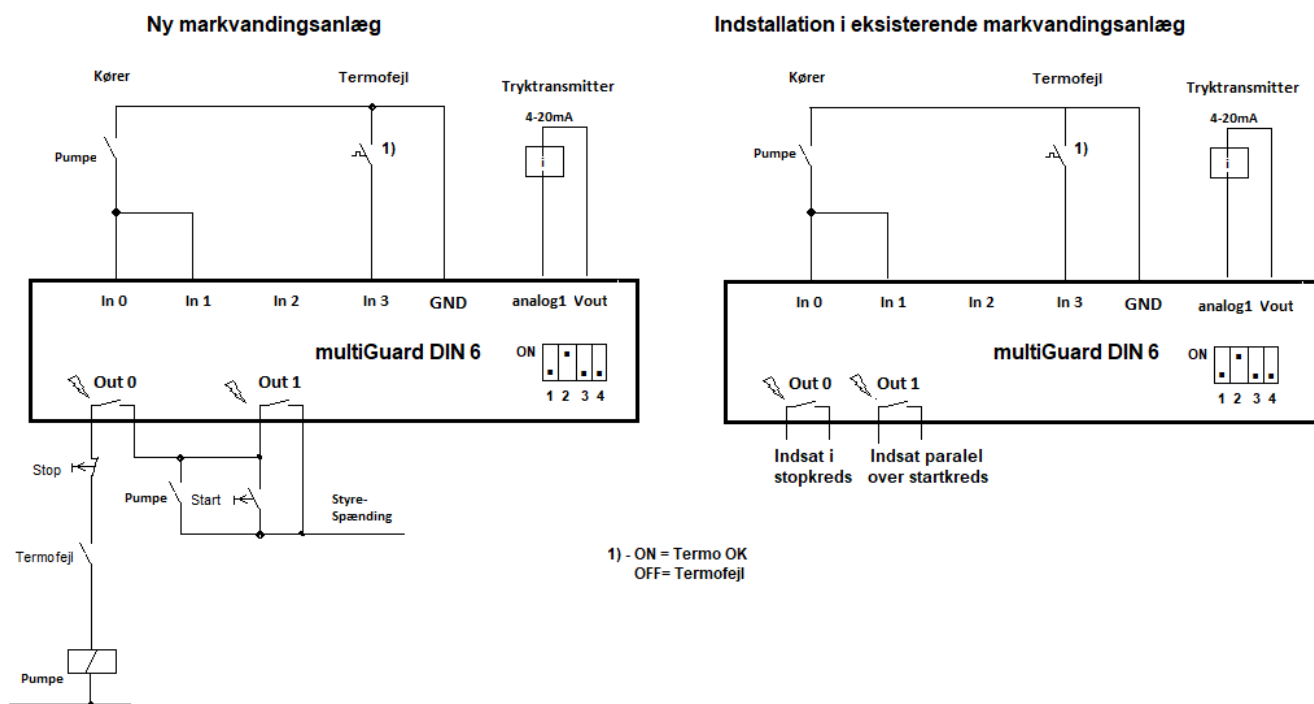 Ny markvandingsanlæg
Kører
Termofejl
Tryktransmitter
4-20mA
Pumpe
1)
i
In 0 In 1 In 2 In 3 GND analog1 Vout
multiGuard DIN 6
ON
1 2 3 4
Out 0
Out 1
Stop
Pumpe
Start
Styre-
Spænding
Termofejl
Pumpe
Indstallation i eksisterende markvandingsanlæg
Kører
Termofejl
Tryktransmitter
4-20mA
Pumpe
1)
i
In 0 In 1 In 2 In 3 GND analog1 Vout
multiGuard DIN 6
ON
1 2 3 4
Out 0
Out 1
Indsat i
stopkreds
Indsat paralel
over startkreds
1) - ON = Termo OK
OFF= Termofejl